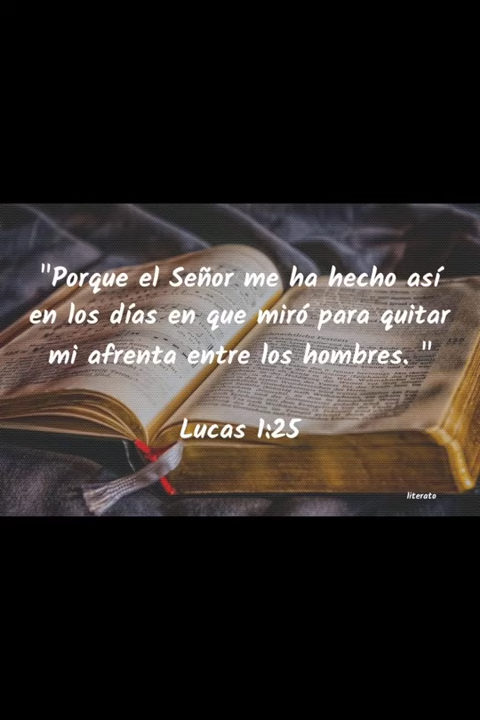 "Porque el Señor me ha hecho así
en los días en que miró para quitar
mi afrenta entre los hombres. "
Lucas 1:25
literato